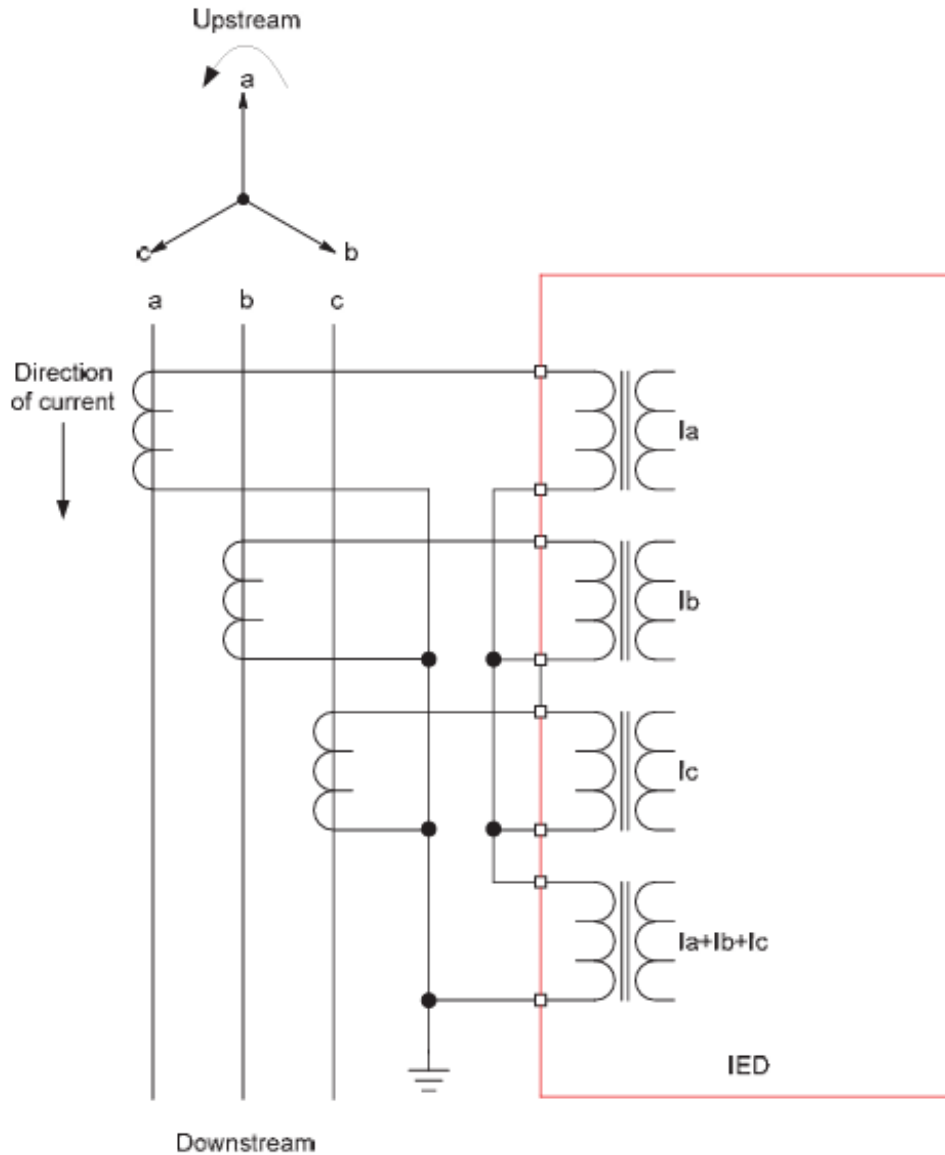 Upstream
a
c
b
a b c
Direction
of current
Ia
Ib
Ic
Ia+Ib+Ic
IED
Downstream